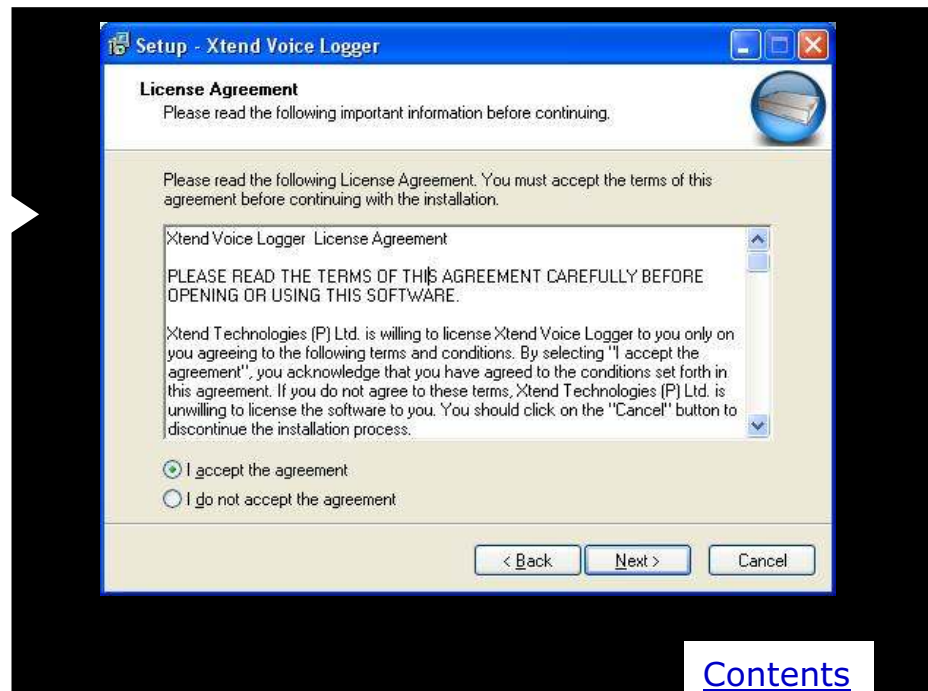 Setup - Xtend Voice Logger
License Agreement
Please read the following important information before continuing.
Please read the following License Agreement. You must accept the terms of this
agreement before continuing with the installation.
Xtend Voice Logger  License Agreement
PLEASE READ THE TERMS OF THIS AGREEMENT CAREFULLY BEFORE
OPENING OR USING THIS SOFTWARE.
Xtend Technologies (P) Ltd. is willing to license Xtend Voice Logger to you only on
you agreeing to the following terms and conditions. By selecting "I accept the
agreement", you acknowledge that you have agreed to the conditions set forth in
this agreement. If you do not agree to these terms, Xtend Technologies (P) Ltd. is
unwilling to license the software to you. You should click on the "Cancel" button to
discontinue the installation process.
I accept the agreement
I do not accept the agreement
< Back Next > Cancel
Contents